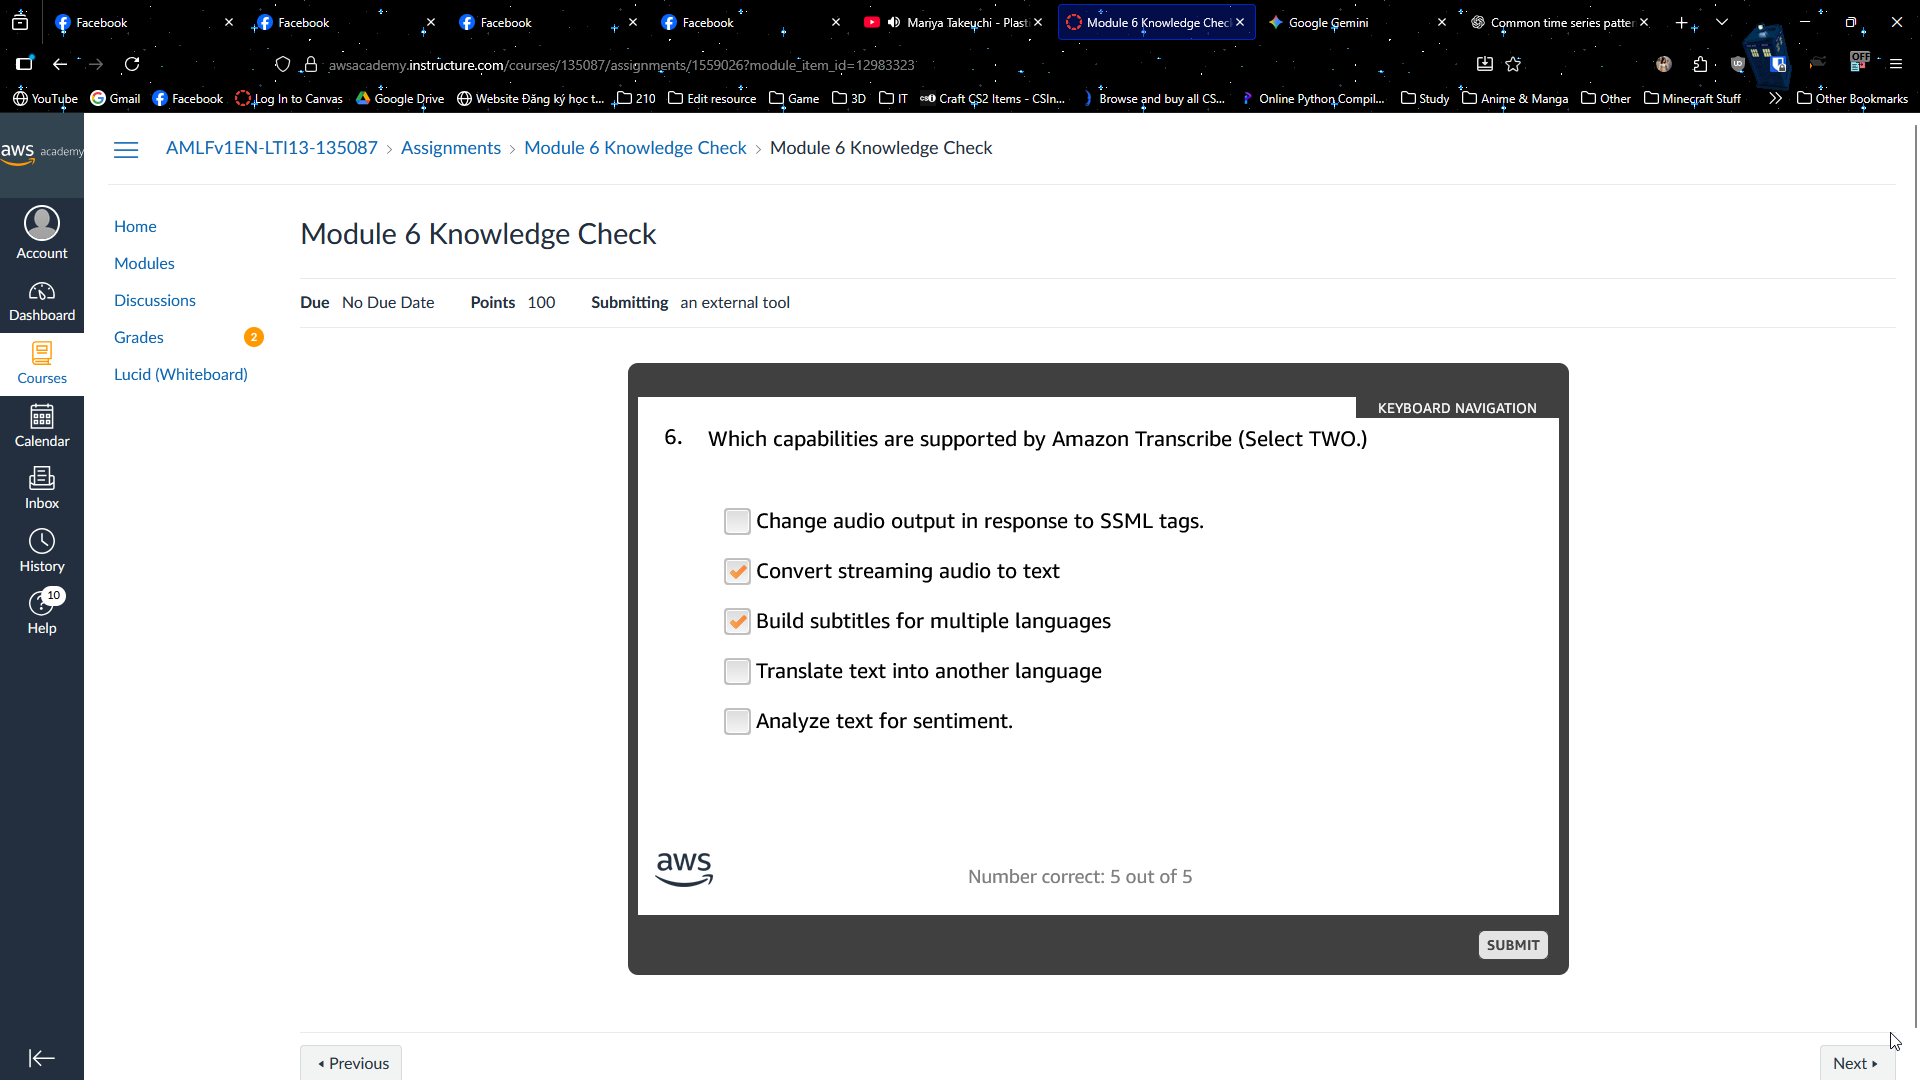 Facebook
Facebook
Facebook
Facebook
Mariya Takeuchi - Plasti
Module 6 Knowledge Chec
Google Gemini
Common time series patter
awsacademy.instructure.com/courses/135087/assignments/1559026?module_item_id=12983323
OFF
YouTube
Gmail
Facebook
Log In to Canvas
Google Drive
Website Đăng ký học t...
210
Edit resource
Game
3D
IT
Craft CS2 Items - CSIn...
Browse and buy all CS...
Online Python Compil...
Study
Anime & Manga
Other
Minecraft Stuff
Other Bookmarks
aws academy
AMLFv1EN-LTI13-135087 › Assignments › Module 6 Knowledge Check › Module 6 Knowledge Check
Account
Dashboard
Courses
Calendar
Inbox
History
10
Help
Home
Modules
Discussions
Grades 2
Lucid (Whiteboard)
Module 6 Knowledge Check
Due No Due Date Points 100 Submitting an external tool
KEYBOARD NAVIGATION
6. Which capabilities are supported by Amazon Transcribe (Select TWO.)
Change audio output in response to SSML tags.
Convert streaming audio to text
Build subtitles for multiple languages
Translate text into another language
Analyze text for sentiment.
aws
Number correct: 5 out of 5
SUBMIT
Previous
Next